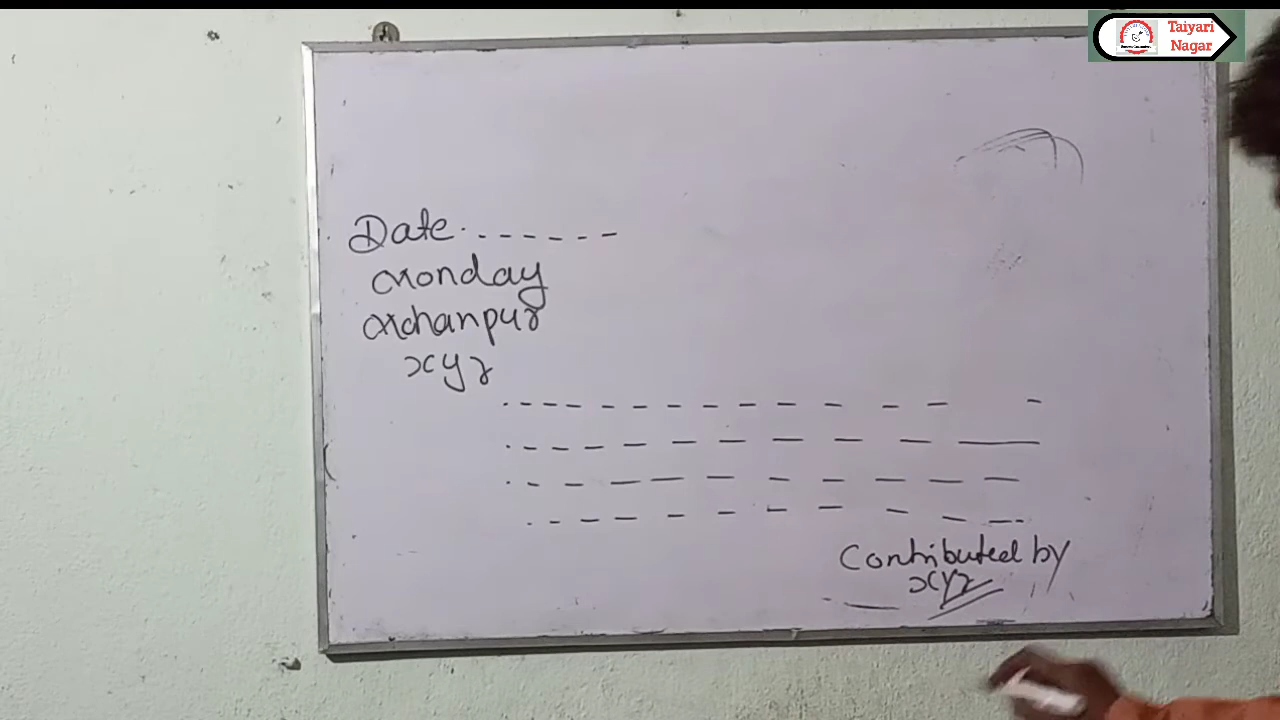 Taiyari
Nagar
Date.......
Monday
Mohanpur
xyz
Contributed by
xyz